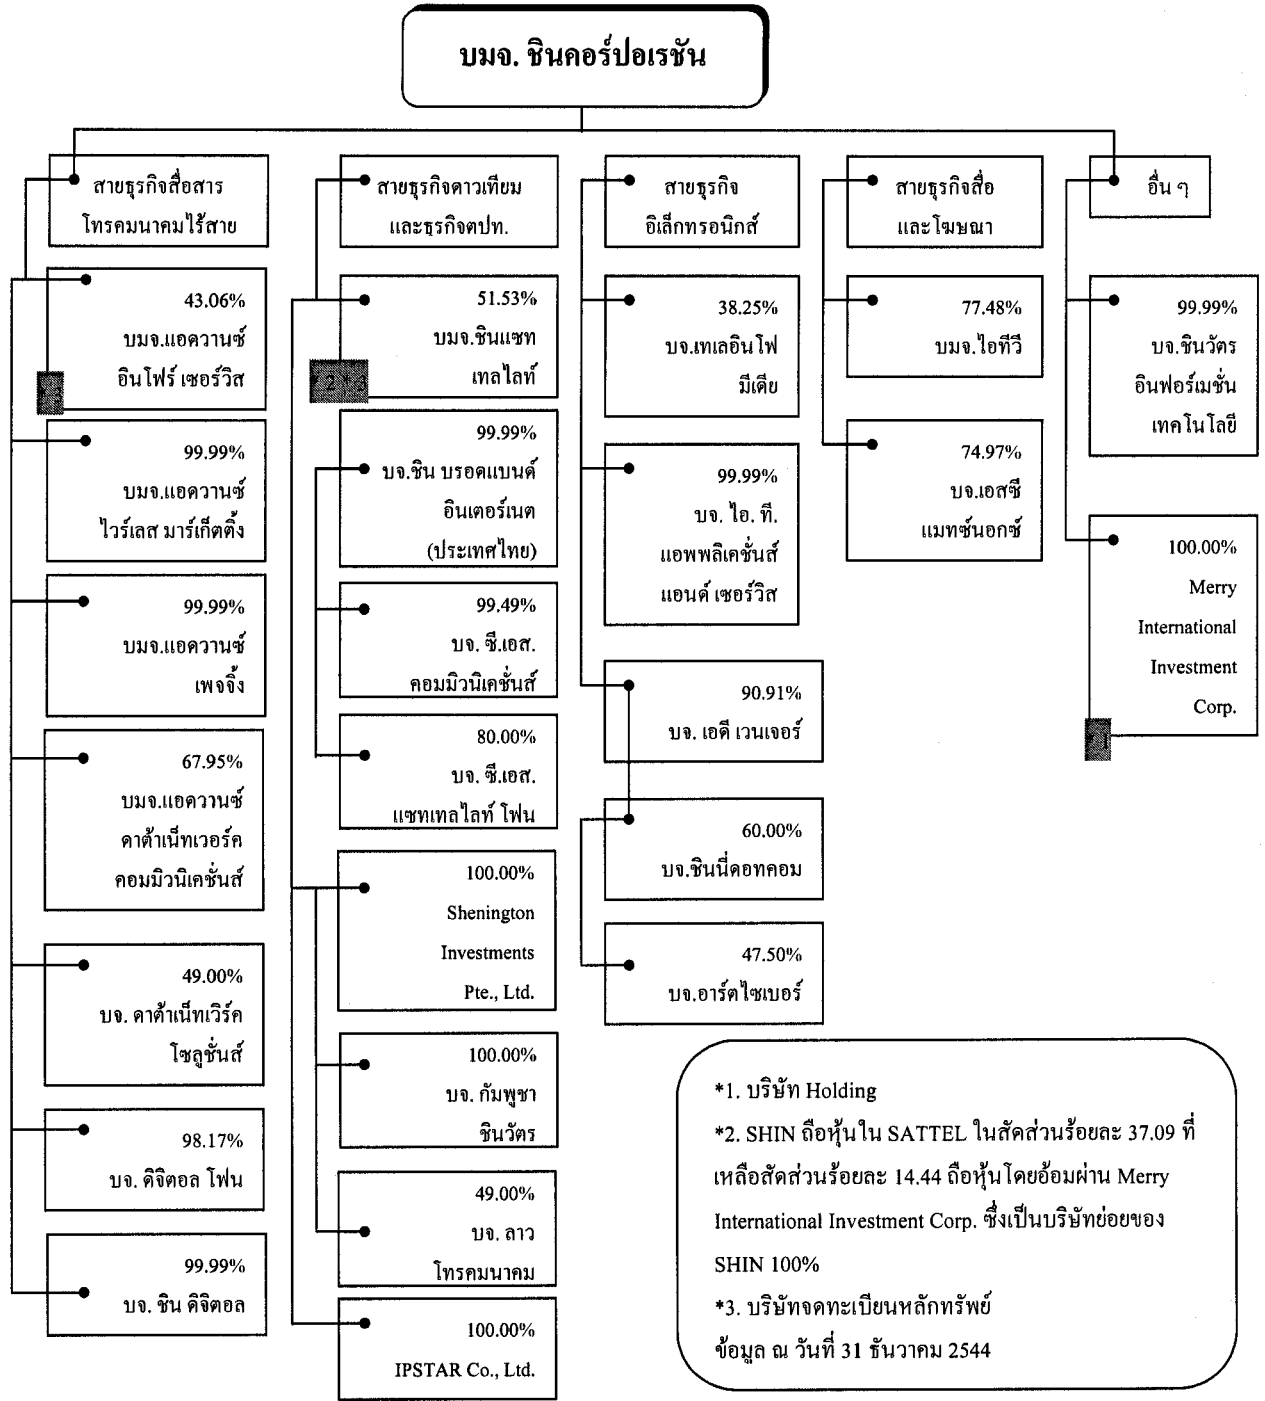 บมจ. ชินคอร์ปอเรชัน
สายธุรกิจสื่อสาร
โทรคมนาคมไร้สาย
43.06%
บมจ.แอดวานซ์
อินโฟร์ เซอร์วิส
99.99%
บมจ.แอดวานซ์
ไวร์เลส มาร์เก็ตติ้ง
99.99%
บมจ.แอดวานซ์
เพจจิ้ง
67.95%
บมจ.แอดวานซ์
ดาต้าเน็ทเวอร์ค
คอมมิวนิเคชั่นส์
49.00%
บจ. ดาต้าเน็ทเวิร์ค
โซลูชั่นส์
98.17%
บจ. ดิจิตอล โฟน
99.99%
บจ. ชิน ดิจิตอล
สายธุรกิจดาวเทียม
และธุรกิจตปท.
51.53%
บมจ.ชินแซท
เทลไลท์
* 2 * 3
99.99%
บจ.ชิน บรอดแบนด์
อินเตอร์เนต
(ประเทศไทย)
99.49%
บจ. ซี.เอส.
คอมมิวนิเคชั่นส์
80.00%
บจ. ซี.เอส.
แซทเทลไลท์ โฟน
100.00%
Shenington
Investments
Pte., Ltd.
100.00%
บจ. กัมพูชา
ชินวัตร
49.00%
บจ. ลาว
โทรคมนาคม
100.00%
IPSTAR Co., Ltd.
สายธุรกิจ
อิเล็กทรอนิกส์
38.25%
บจ.เทเลอินโฟ
มีเดีย
99.99%
บจ. ไอ. ที.
แอพพลิเคชั่นส์
แอนด์ เซอร์วิส
90.91%
บจ. เอดี เวนเจอร์
60.00%
บจ.ชินนี่ดอทคอม
47.50%
บจ.อาร์ตไซเบอร์
สายธุรกิจสื่อ
และโฆษณา
77.48%
บมจ.ไอทีวี
74.97%
บจ.เอสซี
แมทช์นอกซ์
อื่น ๆ
99.99%
บจ.ชินวัตร
อินฟอร์เมชั่น
เทคโนโลยี
100.00%
Merry
International
Investment
Corp.
* 1
*1. บริษัท Holding
*2. SHIN ถือหุ้นใน SATTEL ในสัดส่วนร้อยละ 37.09 ที่
เหลือสัดส่วนร้อยละ 14.44 ถือหุ้นโดยอ้อมผ่าน Merry
International Investment Corp. ซึ่งเป็นบริษัทย่อยของ
SHIN 100%
*3. บริษัทจดทะเบียนหลักทรัพย์
ข้อมูล ณ วันที่ 31 ธันวาคม 2544